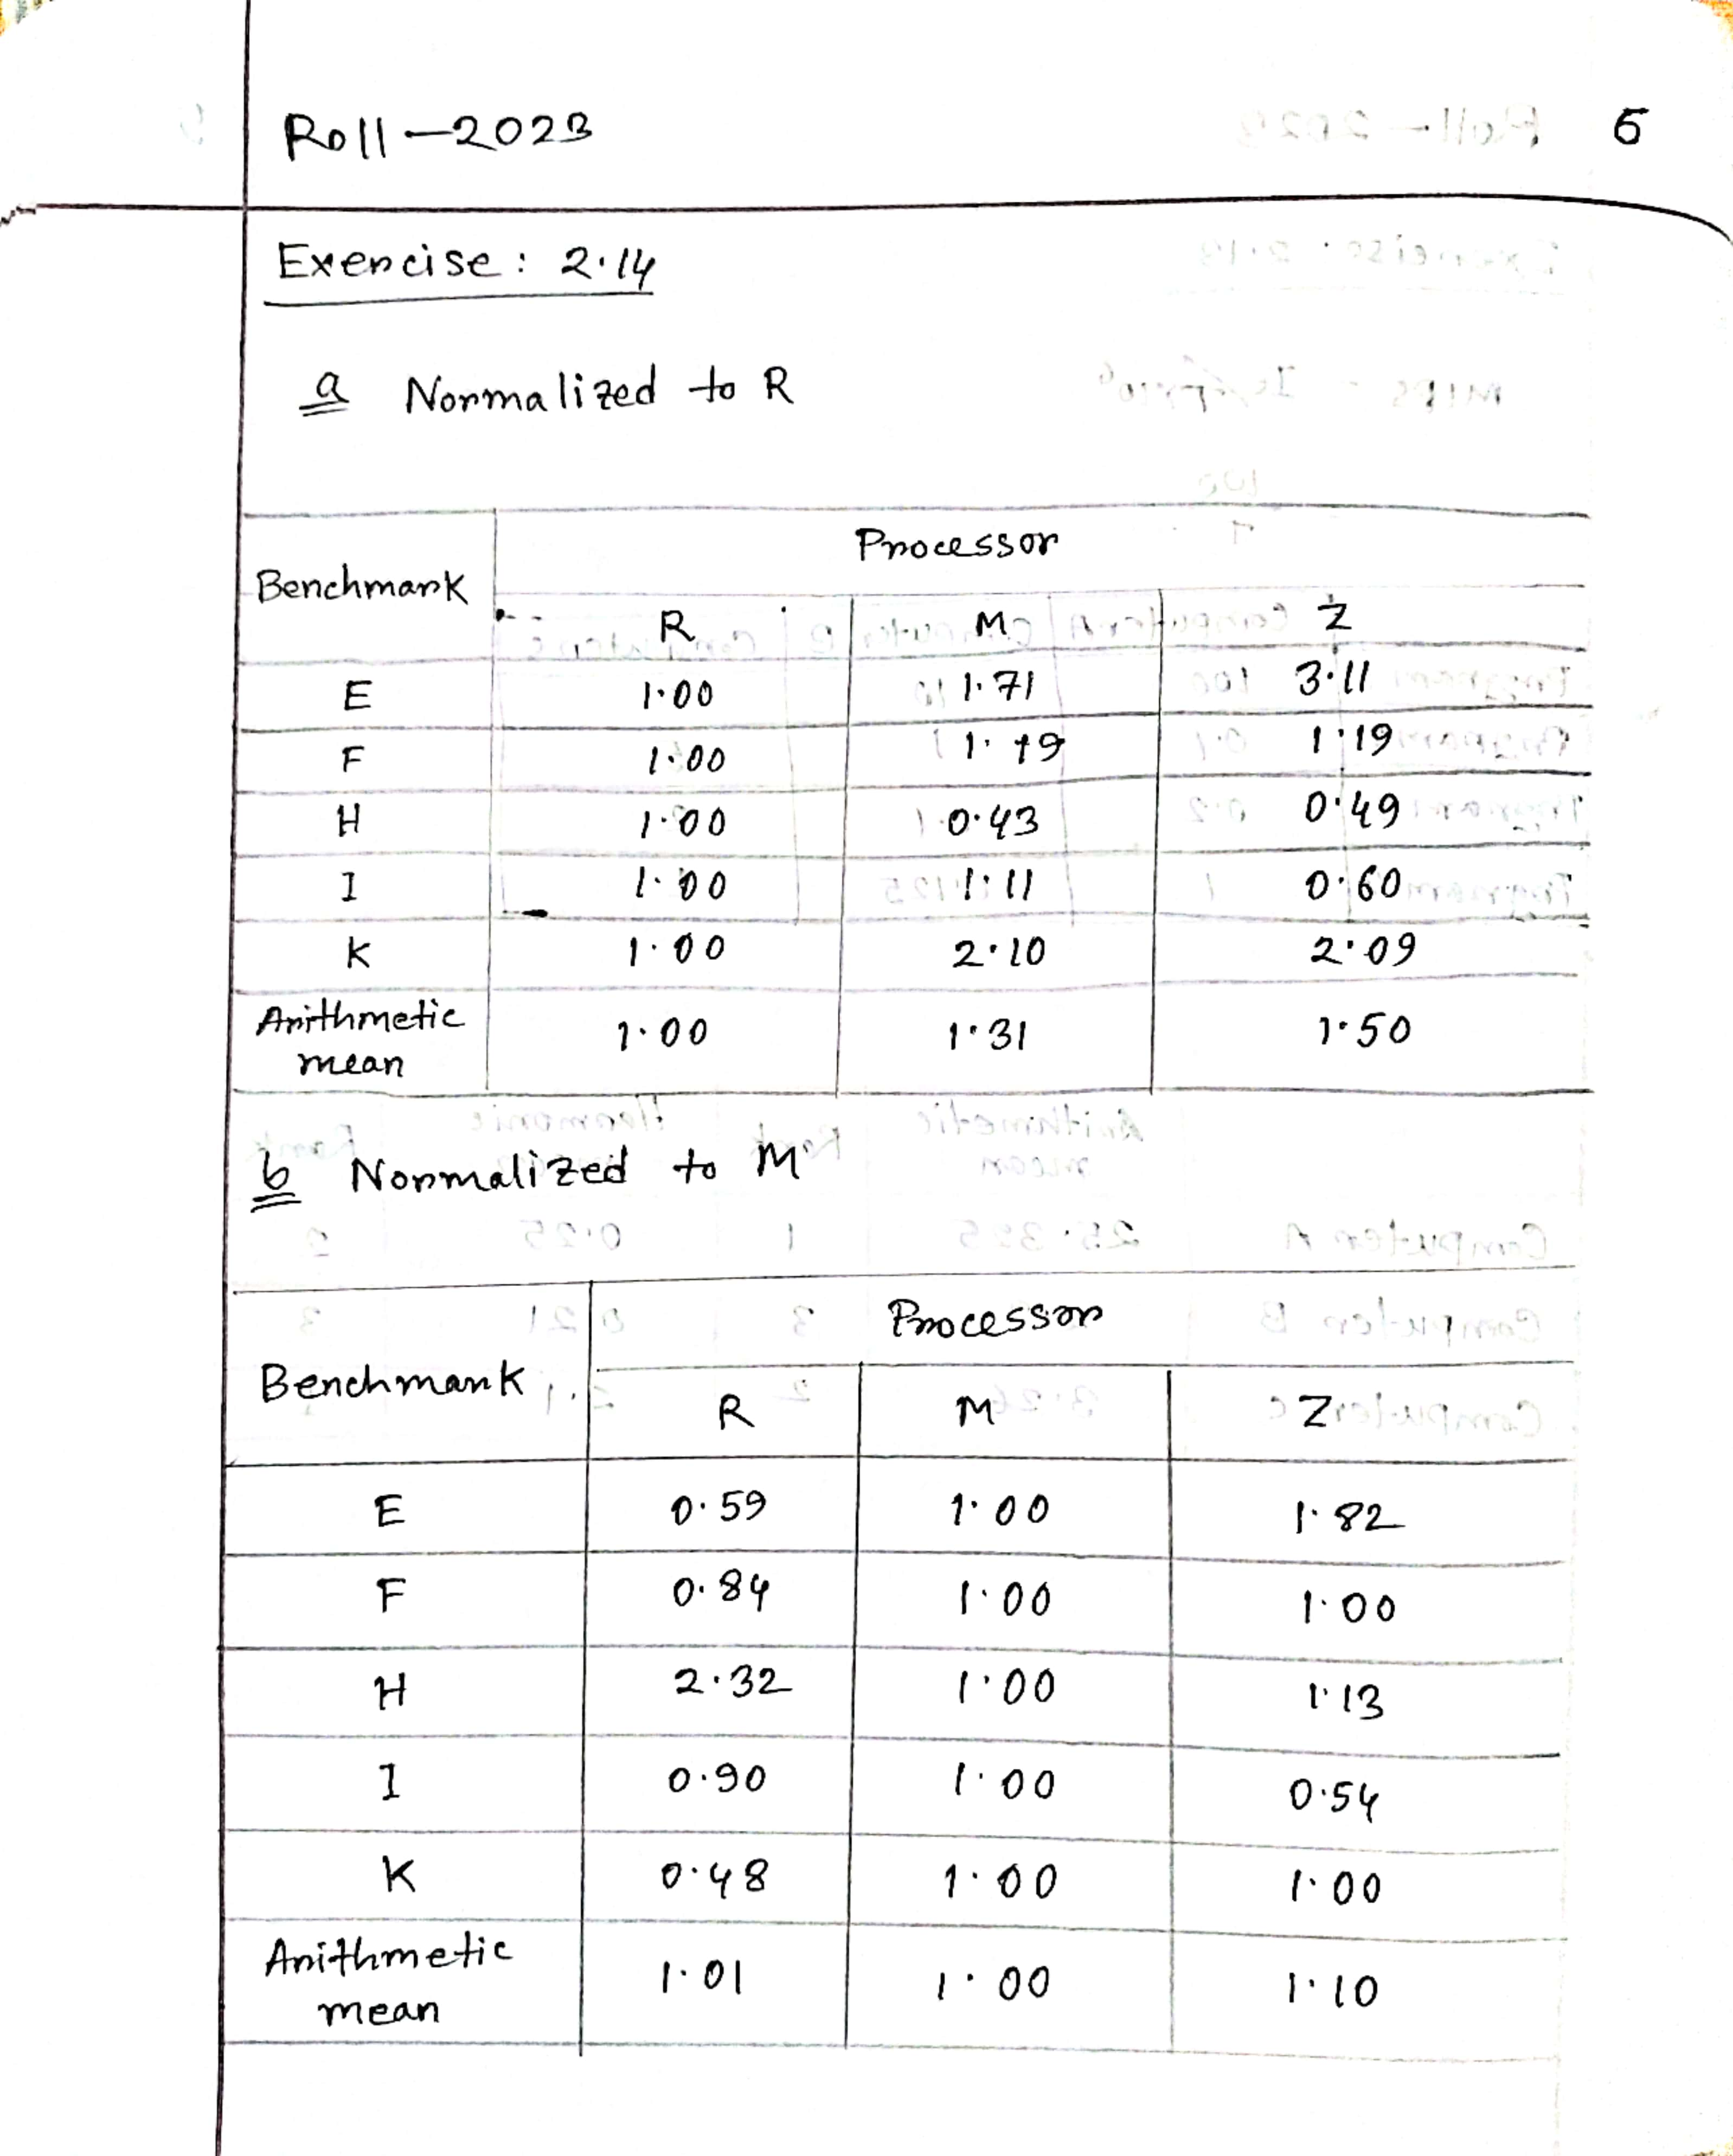 Roll-2023 6
Exercise: 2.14
a Normalized to R
Benchmark Processor
R M Z
E 1.00 1.71 3.11
F 1.00 1.19 1.19
H 1.00 0.43 0.49
I 1.00 1.11 0.60
K 1.00 2.10 2.09
Arithmetic mean 1.00 1.31 1.50
b Normalized to M
Benchmark Processor
R M Z
E 0.59 1.00 1.82
F 0.84 1.00 1.00
H 2.32 1.00 1.13
I 0.90 1.00 0.54
K 0.48 1.00 1.00
Arithmetic mean 1.01 1.00 1.10